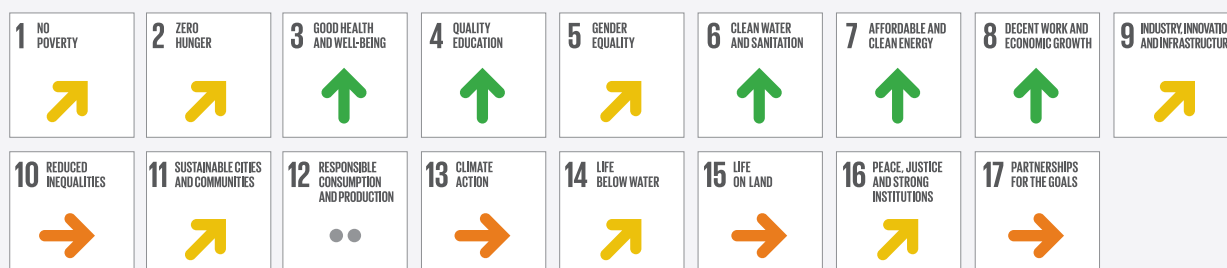 1 NO
POVERTY
2 ZERO
HUNGER
3 GOOD HEALTH
AND WELL-BEING
4 QUALITY
EDUCATION
5 GENDER
EQUALITY
6 CLEAN WATER
AND SANITATION
7 AFFORDABLE AND
CLEAN ENERGY
8 DECENT WORK AND
ECONOMIC GROWTH
9 INDUSTRY, INNOVATIO
AND INFRASTRUCTUR
10 REDUCED
INEQUALITIES
11 SUSTAINABLE CITIES
AND COMMUNITIES
12 RESPONSIBLE
CONSUMPTION
AND PRODUCTION
13 CLIMATE
ACTION
14 LIFE
BELOW WATER
15 LIFE
ON LAND
16 PEACE, JUSTICE
AND STRONG
INSTITUTIONS
17 PARTNERSHIPS
FOR THE GOALS